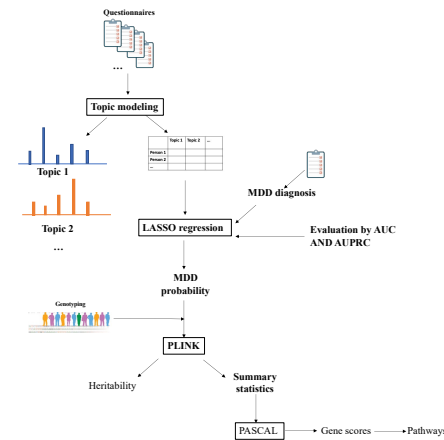 Questionnaires
...
Topic modeling
Topic 1 Topic 2 ...
Person 1
Person 2
...
Topic 1
MDD diagnosis
Topic 2
LASSO regression
Evaluation by AUC
AND AUPRC
...
MDD
probability
Genotyping
PLINK
Heritability
Summary
statistics
PASCAL
Gene scores
Pathways